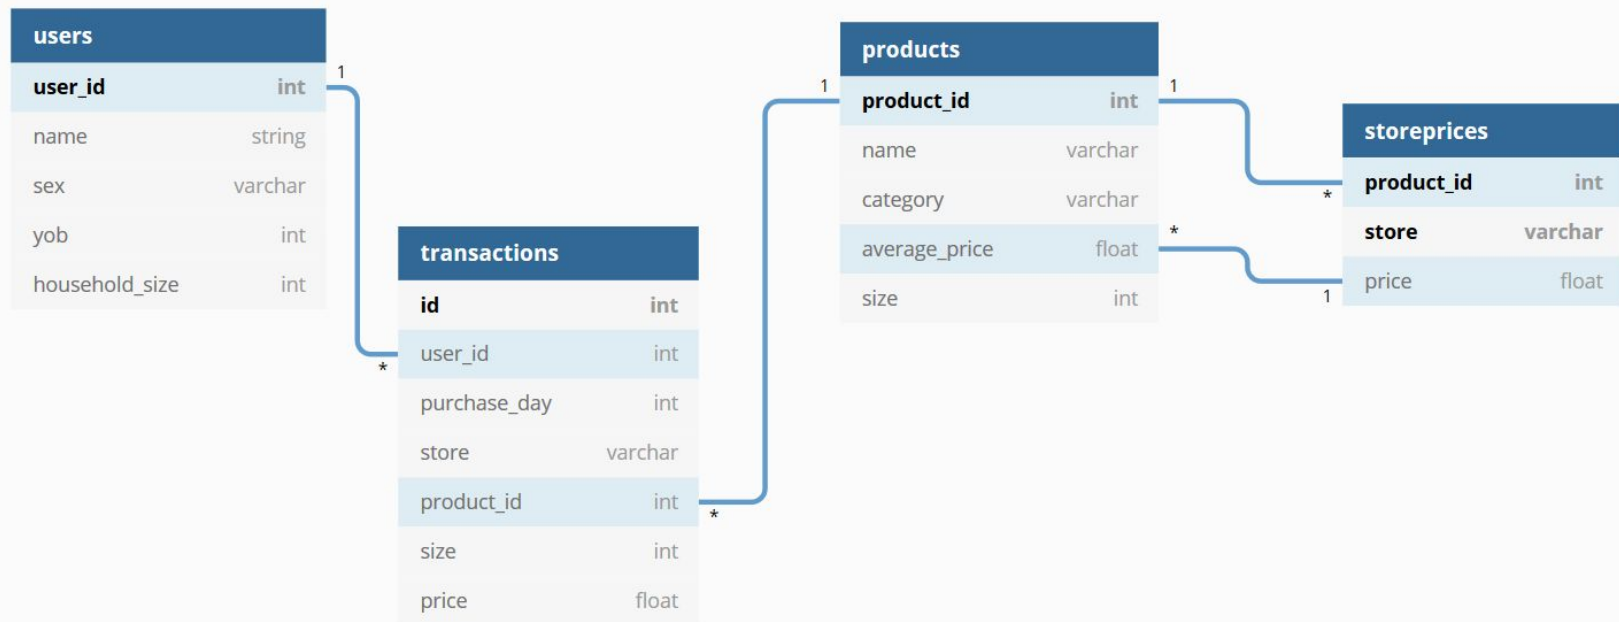 users
user_id int
name string
sex varchar
yob int
household_size int
1
*
transactions
id int
user_id int
purchase_day int
store varchar
product_id int
size int
price float
*
1
products
product_id int
name varchar
category varchar
average_price float
size int
1
*
*
1
storeprices
product_id int
store varchar
price float